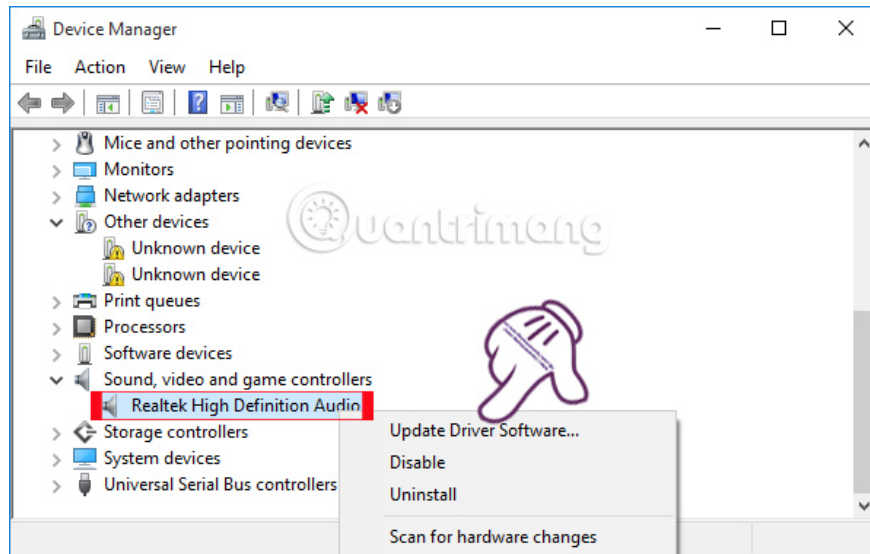 Device Manager
File Action View Help
Mice and other pointing devices
Monitors
Network adapters
Other devices
Unknown device
Unknown device
Print queues
Processors
Software devices
Sound, video and game controllers
Realtek High Definition Audio
Storage controllers
System devices
Universal Serial Bus controllers
Update Driver Software...
Disable
Uninstall
Scan for hardware changes
Quantrimang